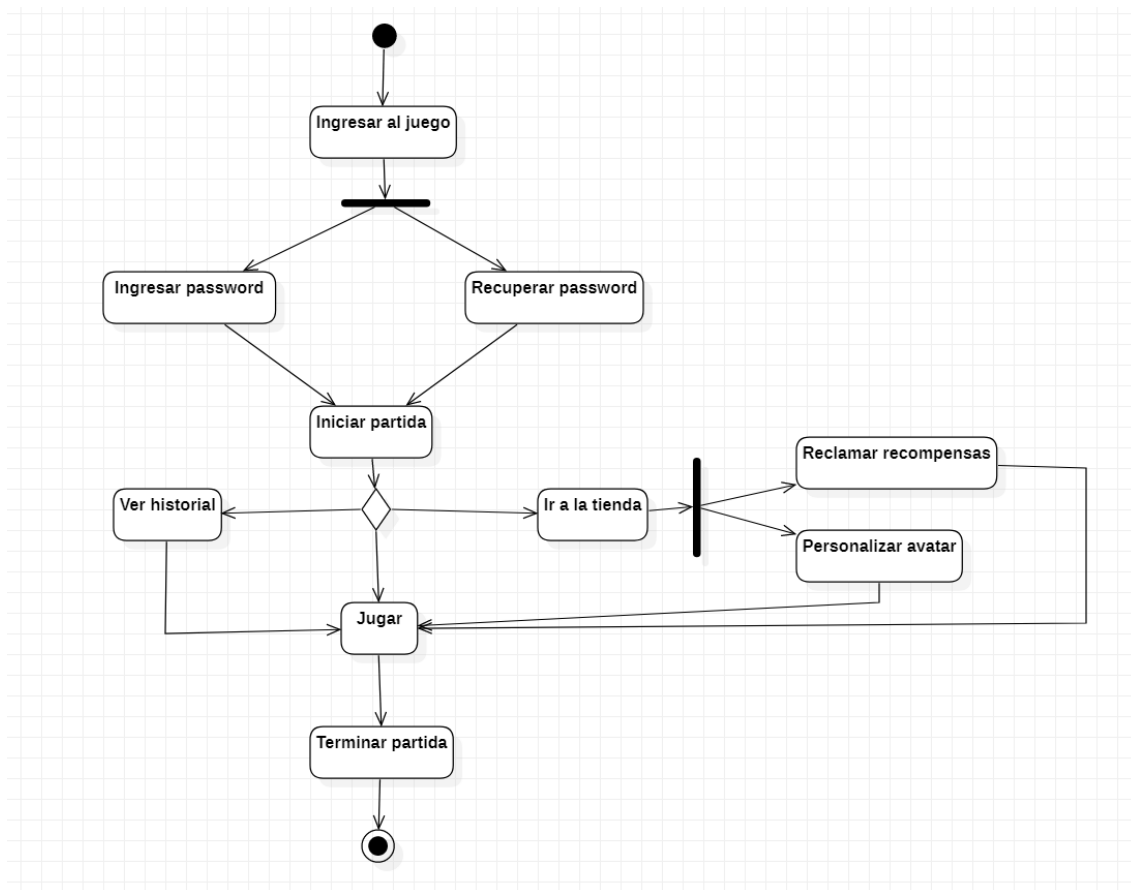 Ingresar al juego
Ingresar password
Recuperar password
Iniciar partida
Reclamar recompensas
Ver historial
Ir a la tienda
Personalizar avatar
Jugar
Terminar partida